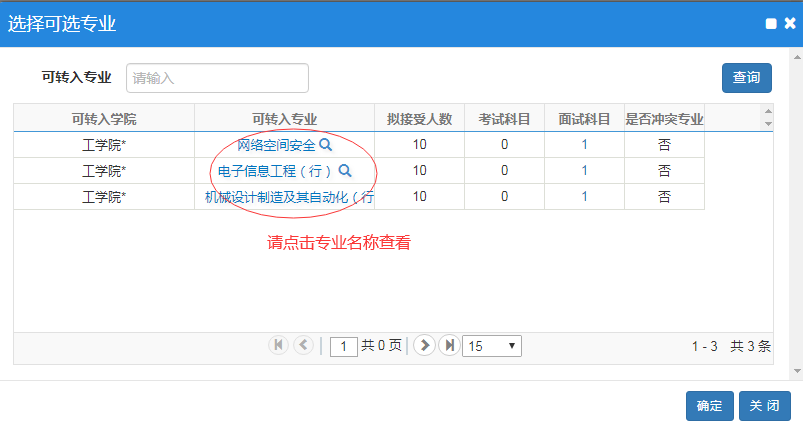 选择可选专业
可转入专业 请输入 查询
可转入学院 可转入专业 拟接受人数 考试科目 面试科目 是否冲突专业
工学院* 网络空间安全 10 0 1 否
工学院* 电子信息工程（行） 10 0 1 否
工学院* 机械设计制造及其自动化（行 10 0 1 否
请点击专业名称查看
1 共 0 页 15 1 - 3 共 3 条
确定 关 闭